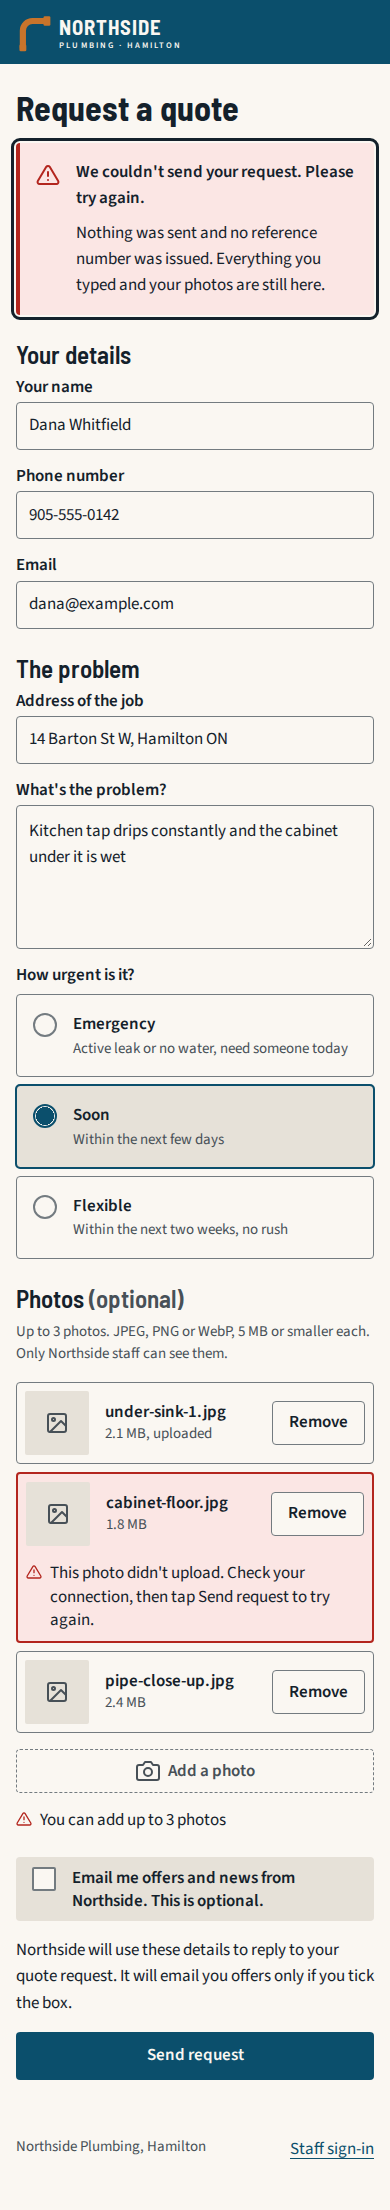 NORTHSIDE
PLUMBING · HAMILTON
Request a quote
We couldn't send your request. Please
try again.
Nothing was sent and no reference
number was issued. Everything you
typed and your photos are still here.
Your details
Your name
Dana Whitfield
Phone number
905-555-0142
Email
dana@example.com
The problem
Address of the job
14 Barton St W, Hamilton ON
What's the problem?
Kitchen tap drips constantly and the cabinet
under it is wet
How urgent is it?
Emergency
Active leak or no water, need someone today
Soon
Within the next few days
Flexible
Within the next two weeks, no rush
Photos (optional)
Up to 3 photos. JPEG, PNG or WebP, 5 MB or smaller each.
Only Northside staff can see them.
under-sink-1.jpg
2.1 MB, uploaded
Remove
cabinet-floor.jpg
1.8 MB
Remove
This photo didn't upload. Check your
connection, then tap Send request to try
again.
pipe-close-up.jpg
2.4 MB
Remove
Add a photo
You can add up to 3 photos
Email me offers and news from
Northside. This is optional.
Northside will use these details to reply to your
quote request. It will email you offers only if you tick
the box.
Send request
Northside Plumbing, Hamilton
Staff sign-in